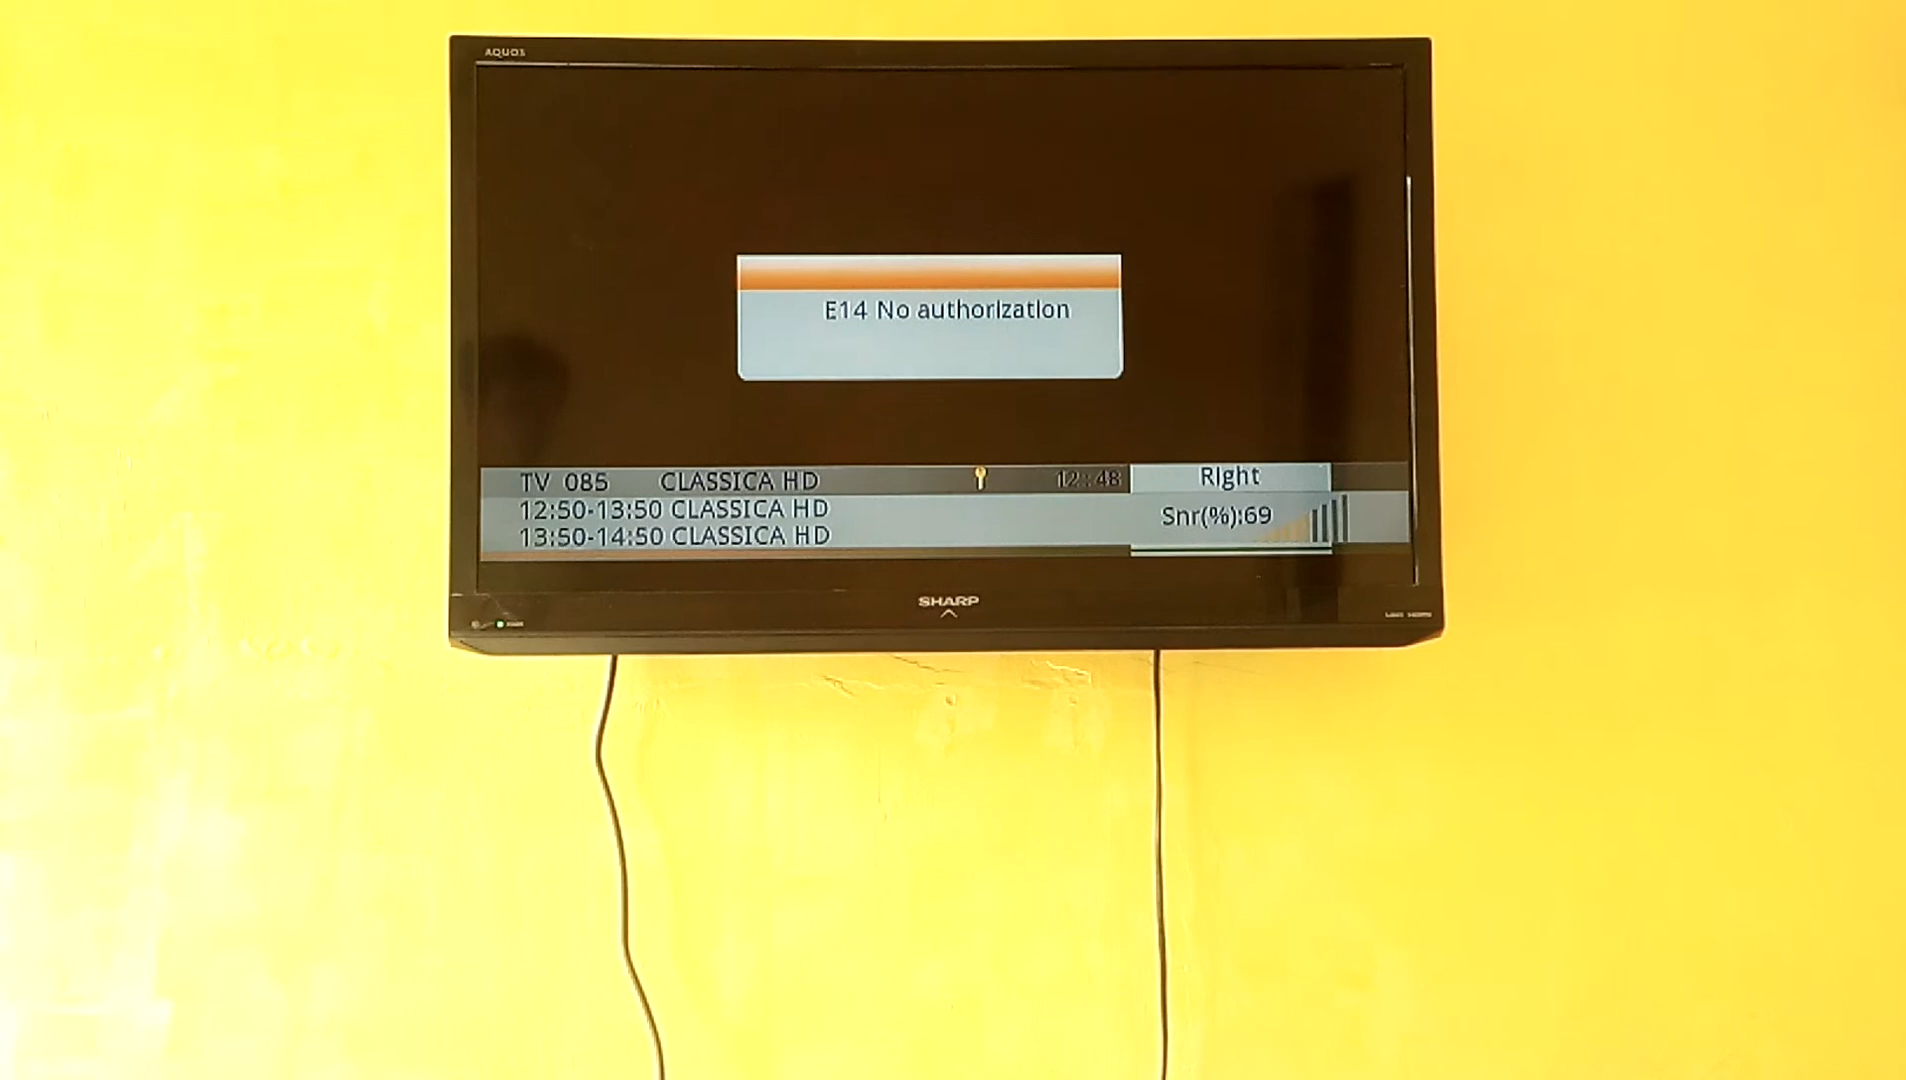 AQUOS
E14 No authorization
TV 085 CLASSICA HD 12:48 Right
12:50-13:50 CLASSICA HD
Snr(%):69
13:50-14:50 CLASSICA HD
SHARP